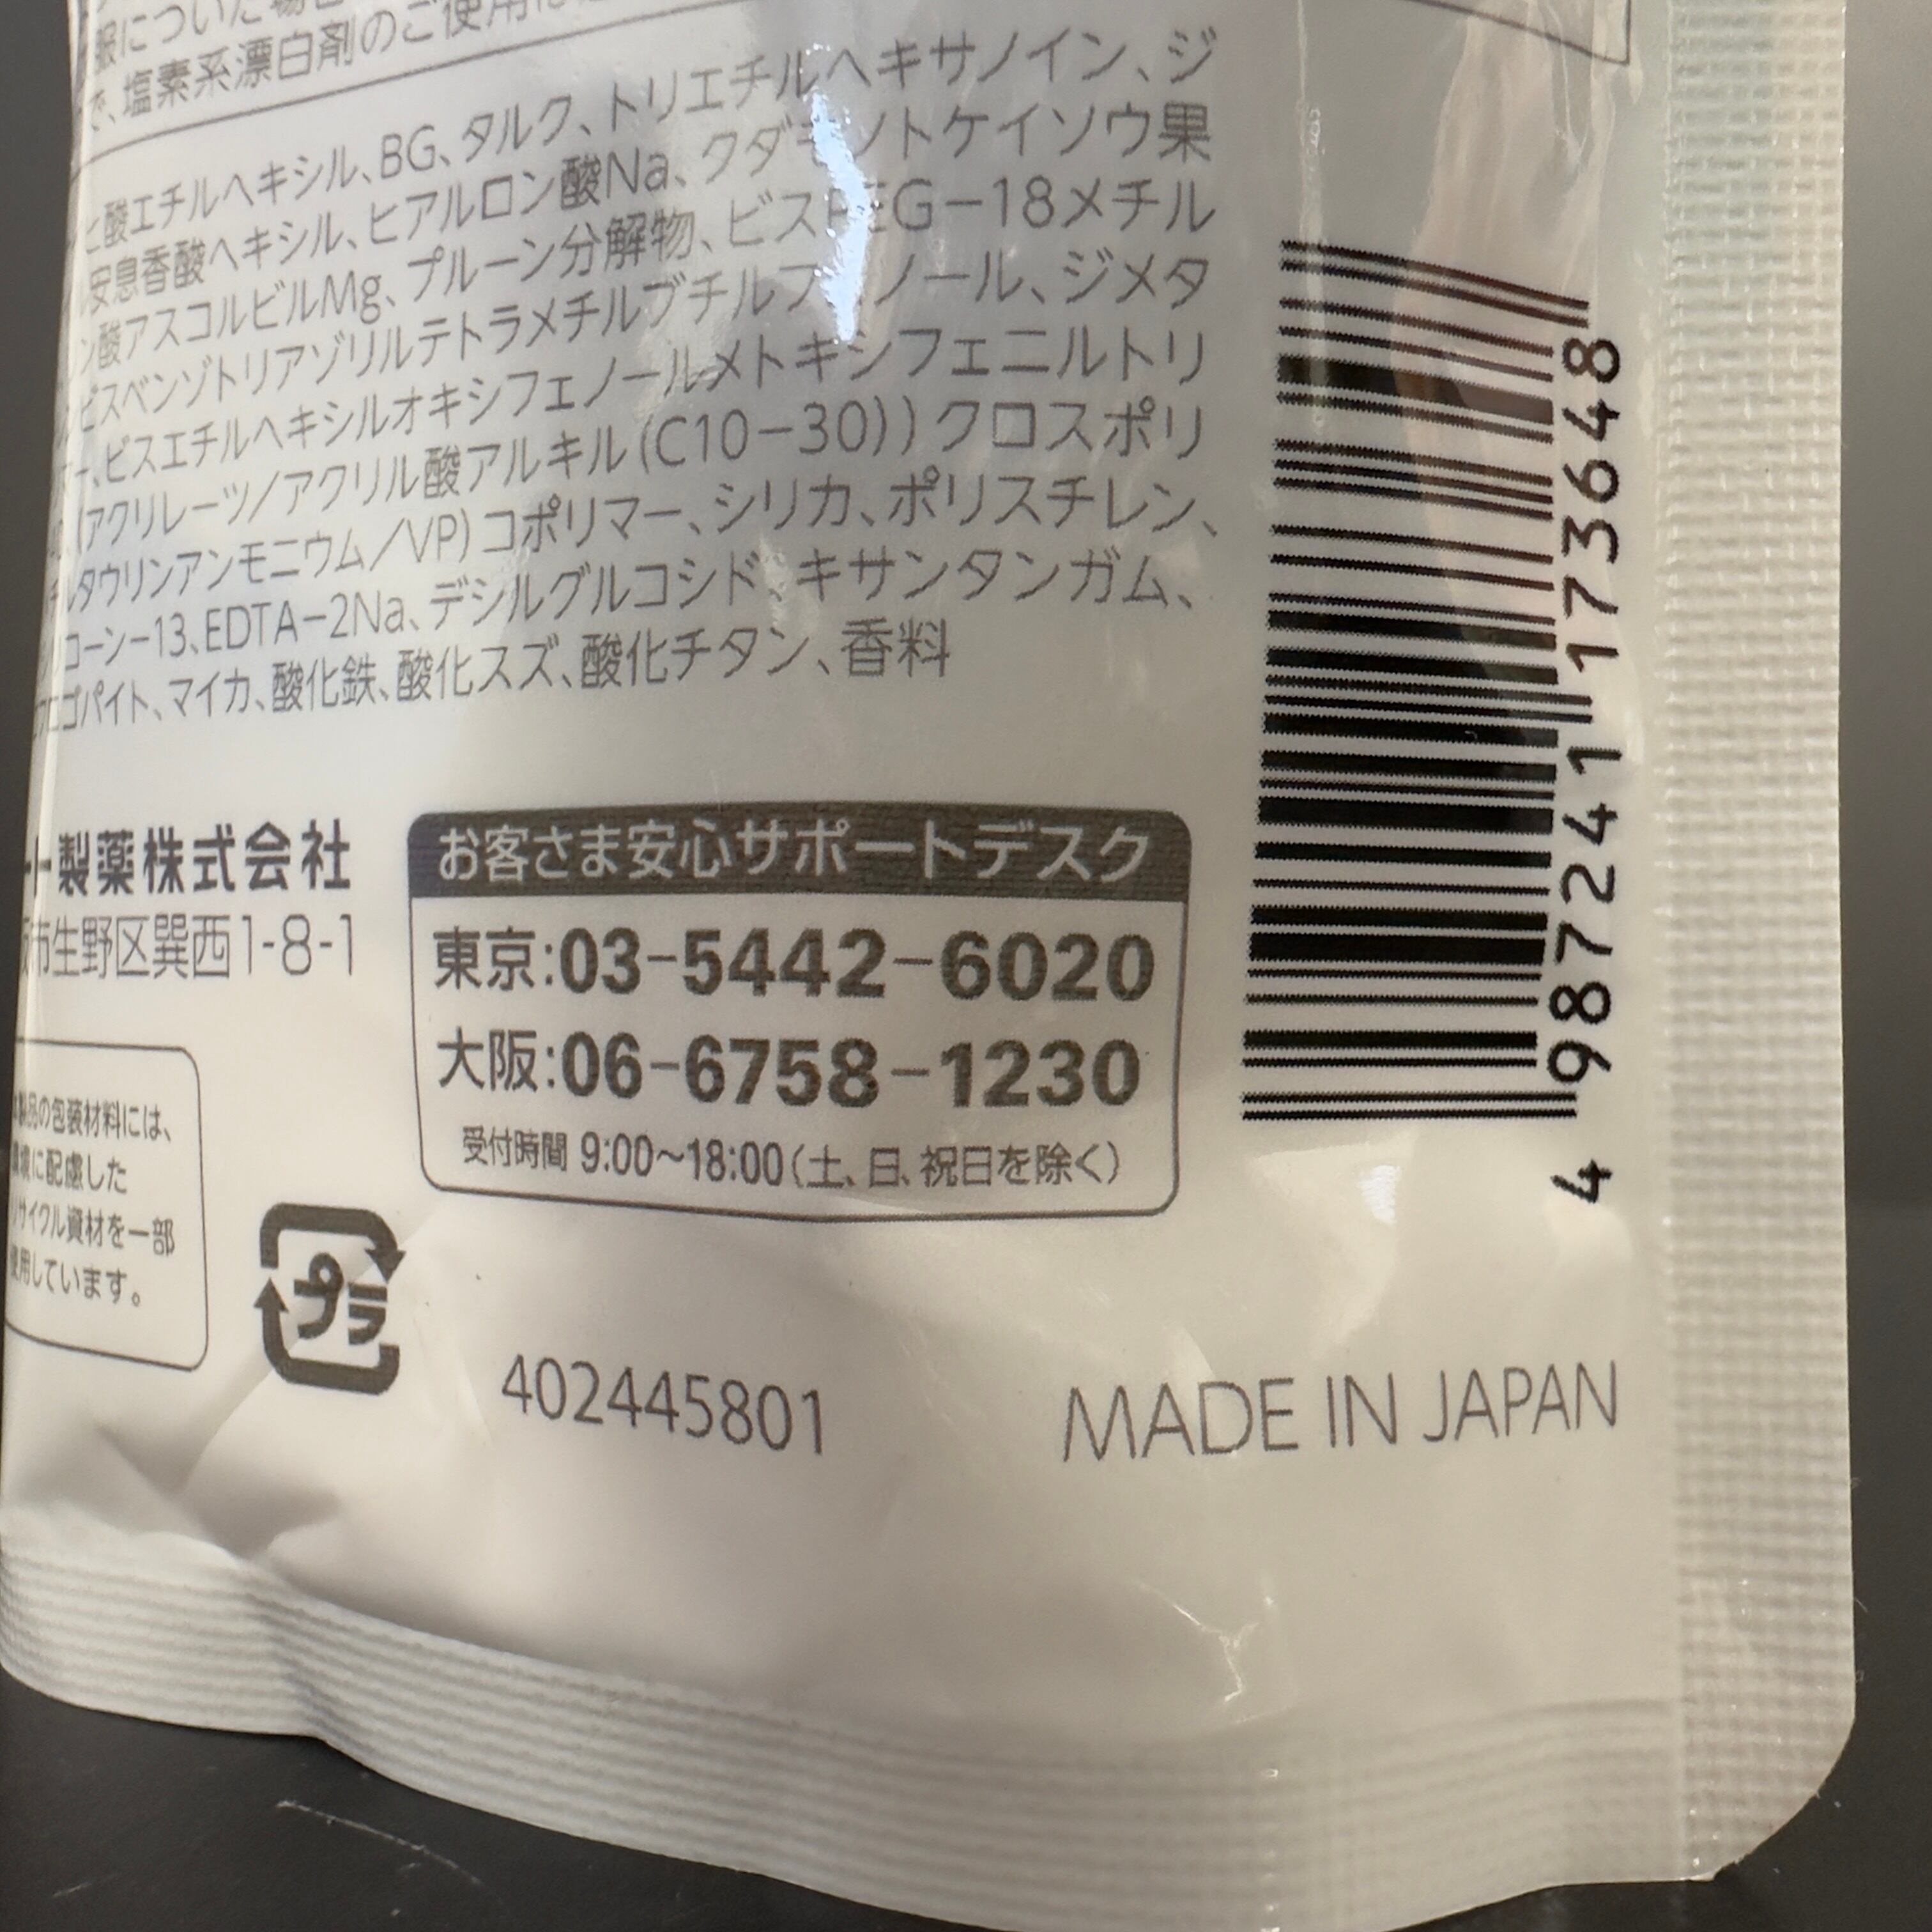 服についた場合
、塩素系漂白剤のご使用は
酸エチルヘキシル、BG、タルク、トリエチルヘキサノイン、ジ
安息香酸ヘキシル、ヒアルロン酸Na、クダモノトケイソウ果
ン酸アスコルビルMg、プルーン分解物、ビスPEG−18メチル
ビスベンゾトリアゾリルテトラメチルブチルフェノール、ジメタ
ー、ビスエチルヘキシルオキシフェノールメトキシフェニルトリ
(アクリレーツ/アクリル酸アルキル(C10−30))クロスポリ
ルタウリンアンモニウム/VP)コポリマー、シリカ、ポリスチレン、
コーン−13、EDTA−2Na、デシルグルコシド、キサンタンガム、
ゴパイト、マイカ、酸化鉄、酸化スズ、酸化チタン、香料
ート製薬株式会社
市生野区巽西1-8-1
お客さま安心サポートデスク
東京:03−5442−6020
大阪:06−6758−1230
受付時間 9:00〜18:00(土、日、祝日を除く)
製品の包装材料には、
環境に配慮した
リサイクル資材を一部
使用しています。
プラ
402445801
MADE IN JAPAN
4 987241 173648